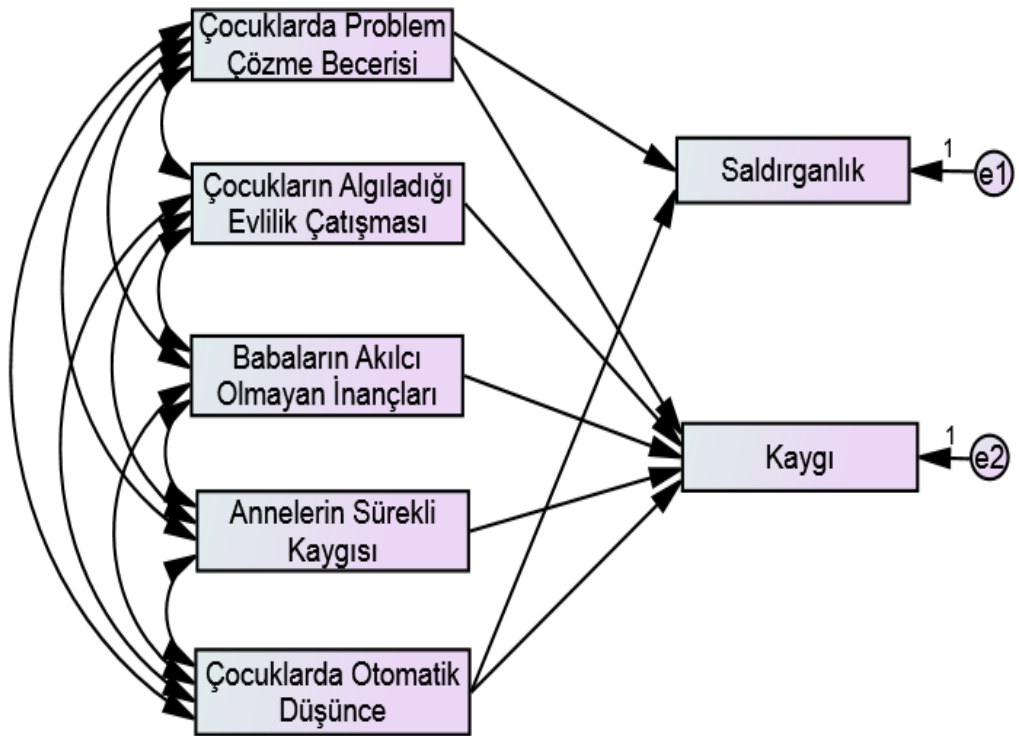 Çocuklarda Problem
Çözme Becerisi
Çocukların Algıladığı
Evlilik Çatışması
Babaların Akılcı
Olmayan İnançları
Annelerin Sürekli
Kaygısı
Çocuklarda Otomatik
Düşünce
Saldırganlık
1
e1
Kaygı
1
e2